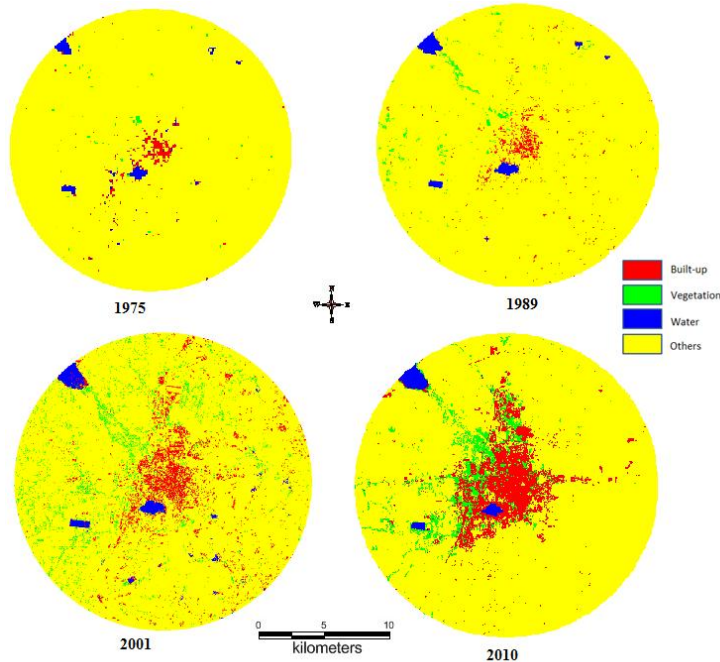 1975
1989
N
W
S
Built-up
Vegetation
Water
Others
2001
2010
0 5 10
kilometers